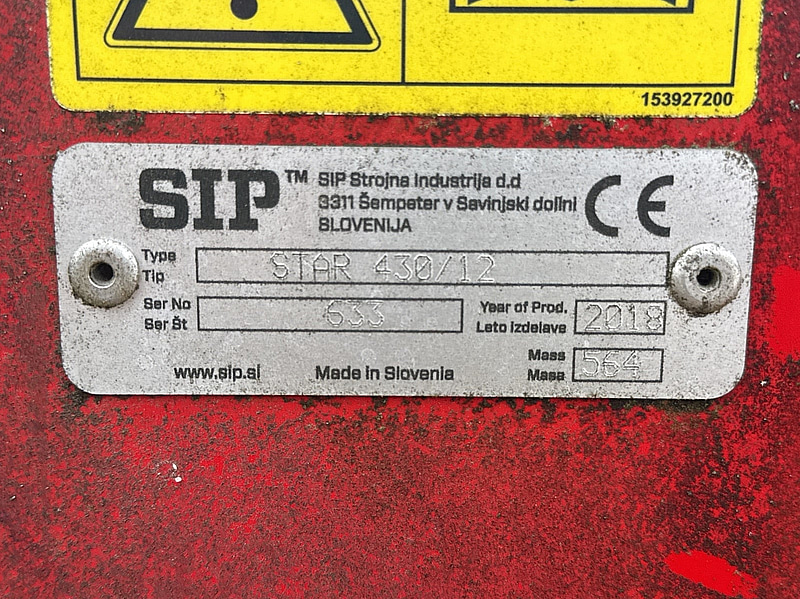 153927200
SIP™
SIP Strojna Industrija d.d
3311 Šempeter v Savinjski dolini
SLOVENIJA
CE
Type
Tip
STAR 430/12
Ser No
Ser Št
633
Year of Prod.
Leto izdelave
2018
Mass
Masa
564
www.sip.si
Made in Slovenia